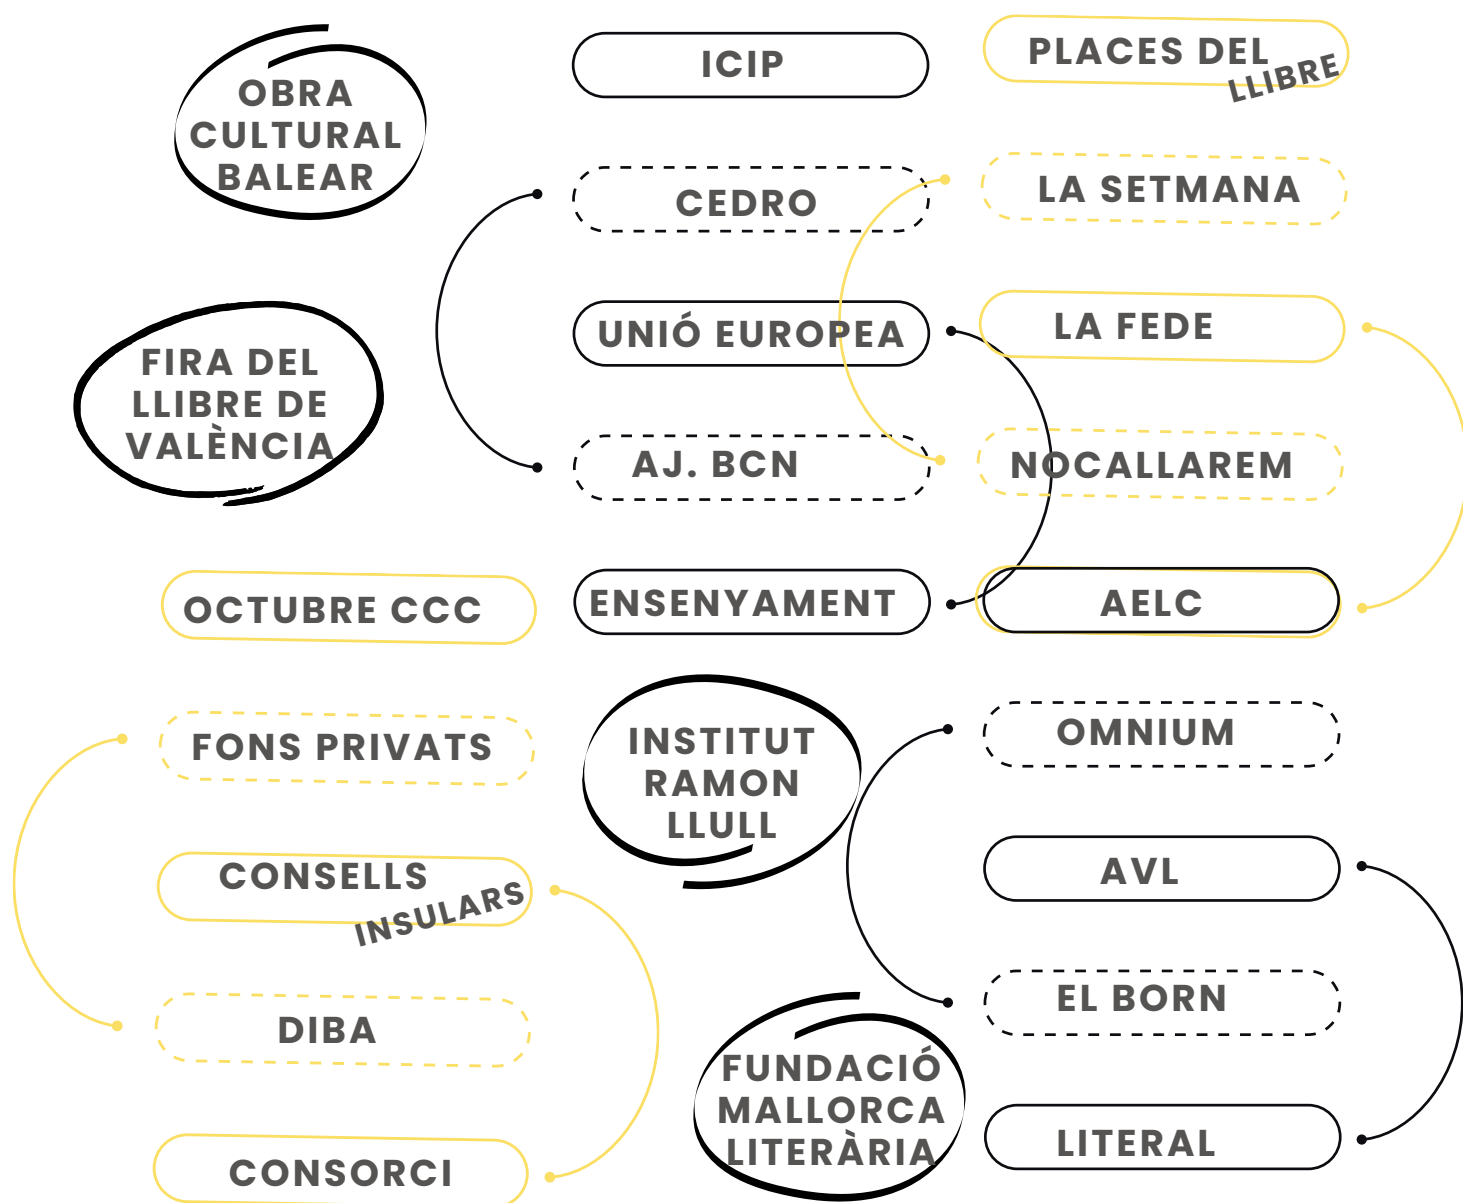 OBRA
CULTURAL
BALEAR
ICIP
PLACES DEL
LLIBRE
CEDRO
LA SETMANA
FIRA DEL
LLIBRE DE
VALÈNCIA
UNIÓ EUROPEA
LA FEDE
AJ. BCN
NOCALLAREM
OCTUBRE CCC
ENSENYAMENT
AELC
FONS PRIVATS
INSTITUT
RAMON
LLULL
OMNIUM
CONSELLS
INSULARS
AVL
DIBA
EL BORN
FUNDACIÓ
MALLORCA
LITERÀRIA
CONSORCI
LITERAL